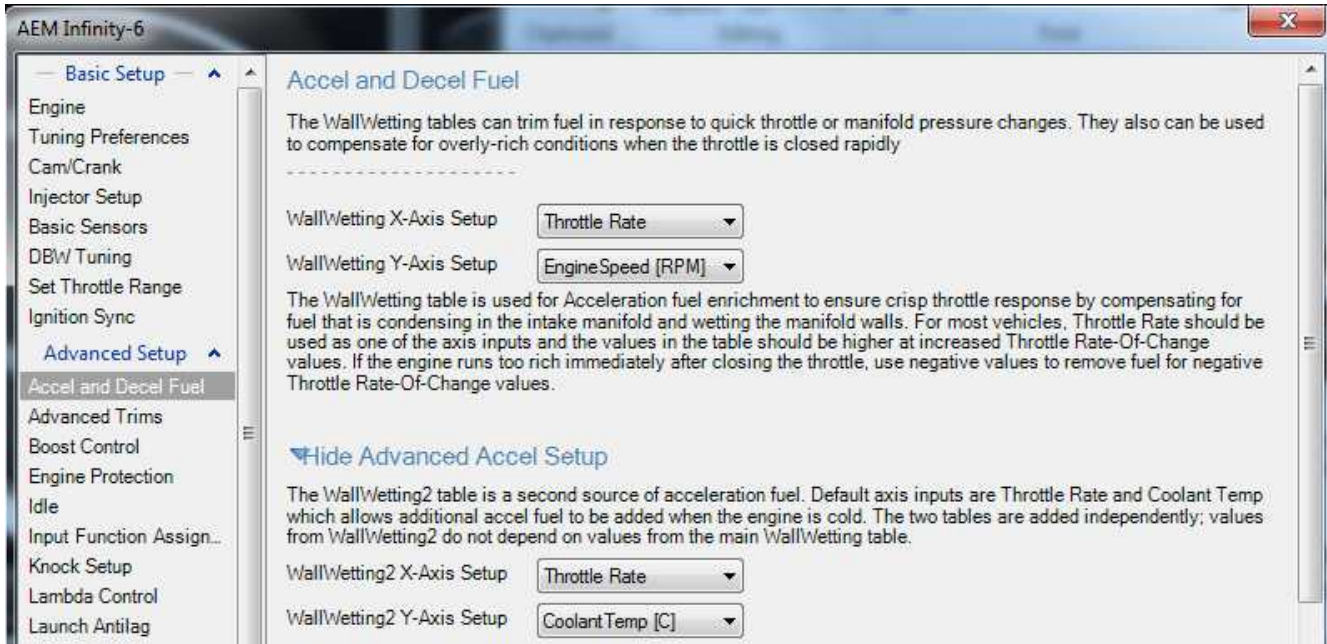 AEM Infinity-6
Basic Setup
Engine
Tuning Preferences
Cam/Crank
Injector Setup
Basic Sensors
DBW Tuning
Set Throttle Range
Ignition Sync
Advanced Setup
Accel and Decel Fuel
Advanced Trims
Boost Control
Engine Protection
Idle
Input Function Assign...
Knock Setup
Lambda Control
Launch Antilag
Accel and Decel Fuel
The WallWetting tables can trim fuel in response to quick throttle or manifold pressure changes. They also can be used
to compensate for overly-rich conditions when the throttle is closed rapidly
- - - - - - - - - - - - - - - - - - - -
WallWetting X-Axis Setup Throttle Rate
WallWetting Y-Axis Setup EngineSpeed [RPM]
The WallWetting table is used for Acceleration fuel enrichment to ensure crisp throttle response by compensating for
fuel that is condensing in the intake manifold and wetting the manifold walls. For most vehicles, Throttle Rate should be
used as one of the axis inputs and the values in the table should be higher at increased Throttle Rate-Of-Change
values. If the engine runs too rich immediately after closing the throttle, use negative values to remove fuel for negative
Throttle Rate-Of-Change values.
Hide Advanced Accel Setup
The WallWetting2 table is a second source of acceleration fuel. Default axis inputs are Throttle Rate and Coolant Temp
which allows additional accel fuel to be added when the engine is cold. The two tables are added independently; values
from WallWetting2 do not depend on values from the main WallWetting table.
WallWetting2 X-Axis Setup Throttle Rate
WallWetting2 Y-Axis Setup CoolantTemp [C]